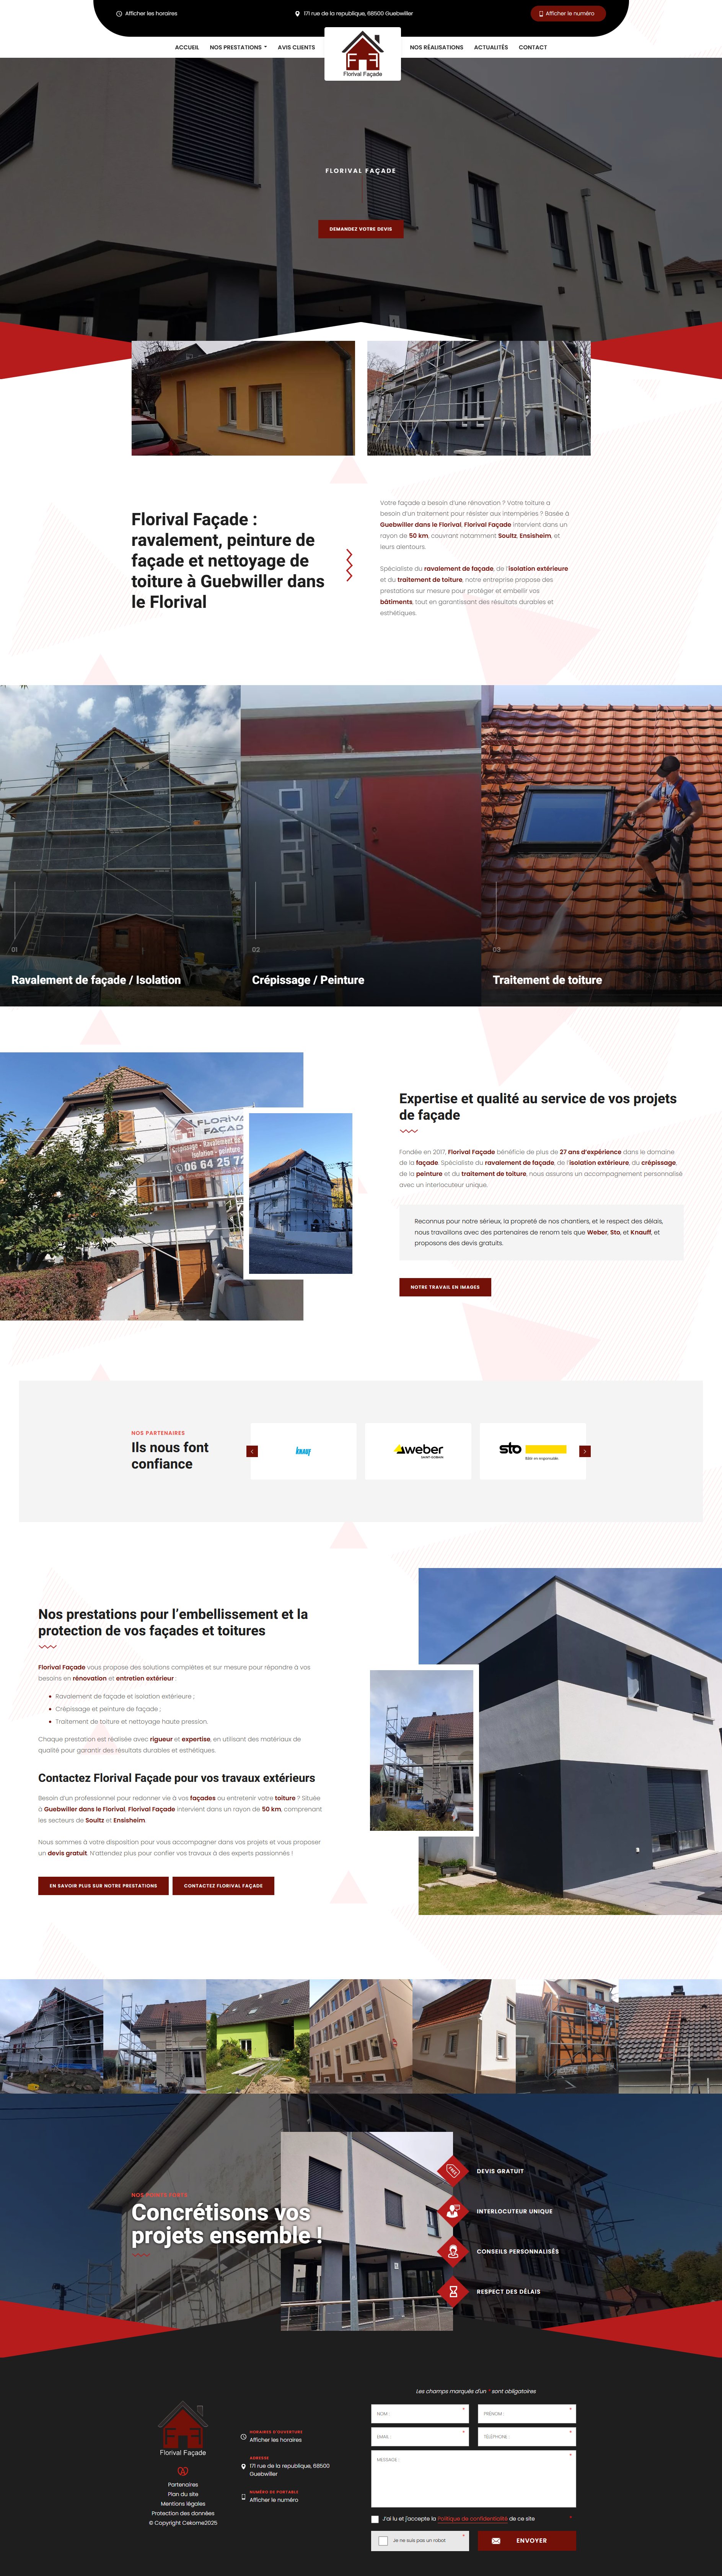 Afficher les horaires
171 rue de la republique, 68500 Guebwiller
Afficher le numéro
ACCUEIL
NOS PRESTATIONS
AVIS CLIENTS
Florival Façade
NOS RÉALISATIONS
ACTUALITÉS
CONTACT
FLORIVAL FAÇADE
DEMANDEZ VOTRE DEVIS
Florival Façade :
ravalement, peinture de
façade et nettoyage de
toiture à Guebwiller dans
le Florival
Votre façade a besoin d'une rénovation ? Votre toiture a
besoin d'un traitement pour résister aux intempéries ? Basée à
Guebwiller dans le Florival, Florival Façade intervient dans un
rayon de 50 km, couvrant notamment Soultz, Ensisheim, et
leurs alentours.
Spécialiste du ravalement de façade, de l'isolation extérieure
et du traitement de toiture, notre entreprise propose des
prestations sur mesure pour protéger et embellir vos
bâtiments, tout en garantissant des résultats durables et
esthétiques.
01
Ravalement de façade / Isolation
02
Crépissage / Peinture
03
Traitement de toiture
FLORIVAL
FAÇAD
Crépissage - Ravalement de
Isolation - peinture
06 64 25 7
Expertise et qualité au service de vos projets
de façade
Fondée en 2017, Florival Façade bénéficie de plus de 27 ans d'expérience dans le domaine
de la façade. Spécialiste du ravalement de façade, de l'isolation extérieure, du crépissage,
de la peinture et du traitement de toiture, nous assurons un accompagnement personnalisé
avec un interlocuteur unique.
Reconnus pour notre sérieux, la propreté de nos chantiers, et le respect des délais,
nous travaillons avec des partenaires de renom tels que Weber, Sto, et Knauff, et
proposons des devis gratuits.
NOTRE TRAVAIL EN IMAGES
NOS PARTENAIRES
Ils nous font
confiance
KNAUF
weber
SAINT-GOBAIN
sto
Bâtir en responsable.
Nos prestations pour l'embellissement et la
protection de vos façades et toitures
Florival Façade vous propose des solutions complètes et sur mesure pour répondre à vos
besoins en rénovation et entretien extérieur :
Ravalement de façade et isolation extérieure ;
Crépissage et peinture de façade ;
Traitement de toiture et nettoyage haute pression.
Chaque prestation est réalisée avec rigueur et expertise, en utilisant des matériaux de
qualité pour garantir des résultats durables et esthétiques.
Contactez Florival Façade pour vos travaux extérieurs
Besoin d'un professionnel pour redonner vie à vos façades ou entretenir votre toiture ? Située
à Guebwiller dans le Florival, Florival Façade intervient dans un rayon de 50 km, comprenant
les secteurs de Soultz et Ensisheim.
Nous sommes à votre disposition pour vous accompagner dans vos projets et vous proposer
un devis gratuit. N'attendez plus pour confier vos travaux à des experts passionnés !
EN SAVOIR PLUS SUR NOTRE PRESTATIONS
CONTACTEZ FLORIVAL FAÇADE
NOS POINTS FORTS
Concrétisons vos
projets ensemble !
DEVIS GRATUIT
INTERLOCUTEUR UNIQUE
CONSEILS PERSONNALISÉS
RESPECT DES DÉLAIS
Florival Façade
Partenaires
Plan du site
Mentions légales
Protection des données
© Copyright Cekome2025
HORAIRES D'OUVERTURE
Afficher les horaires
ADRESSE
171 rue de la republique, 68500
Guebwiller
NUMÉRO DE PORTABLE
Afficher le numéro
Les champs marqués d'un * sont obligatoires
NOM : *
PRÉNOM : *
EMAIL : *
TÉLÉPHONE : *
MESSAGE : *
J'ai lu et j'accepte la Politique de confidentialité de ce site *
Je ne suis pas un robot *
ENVOYER